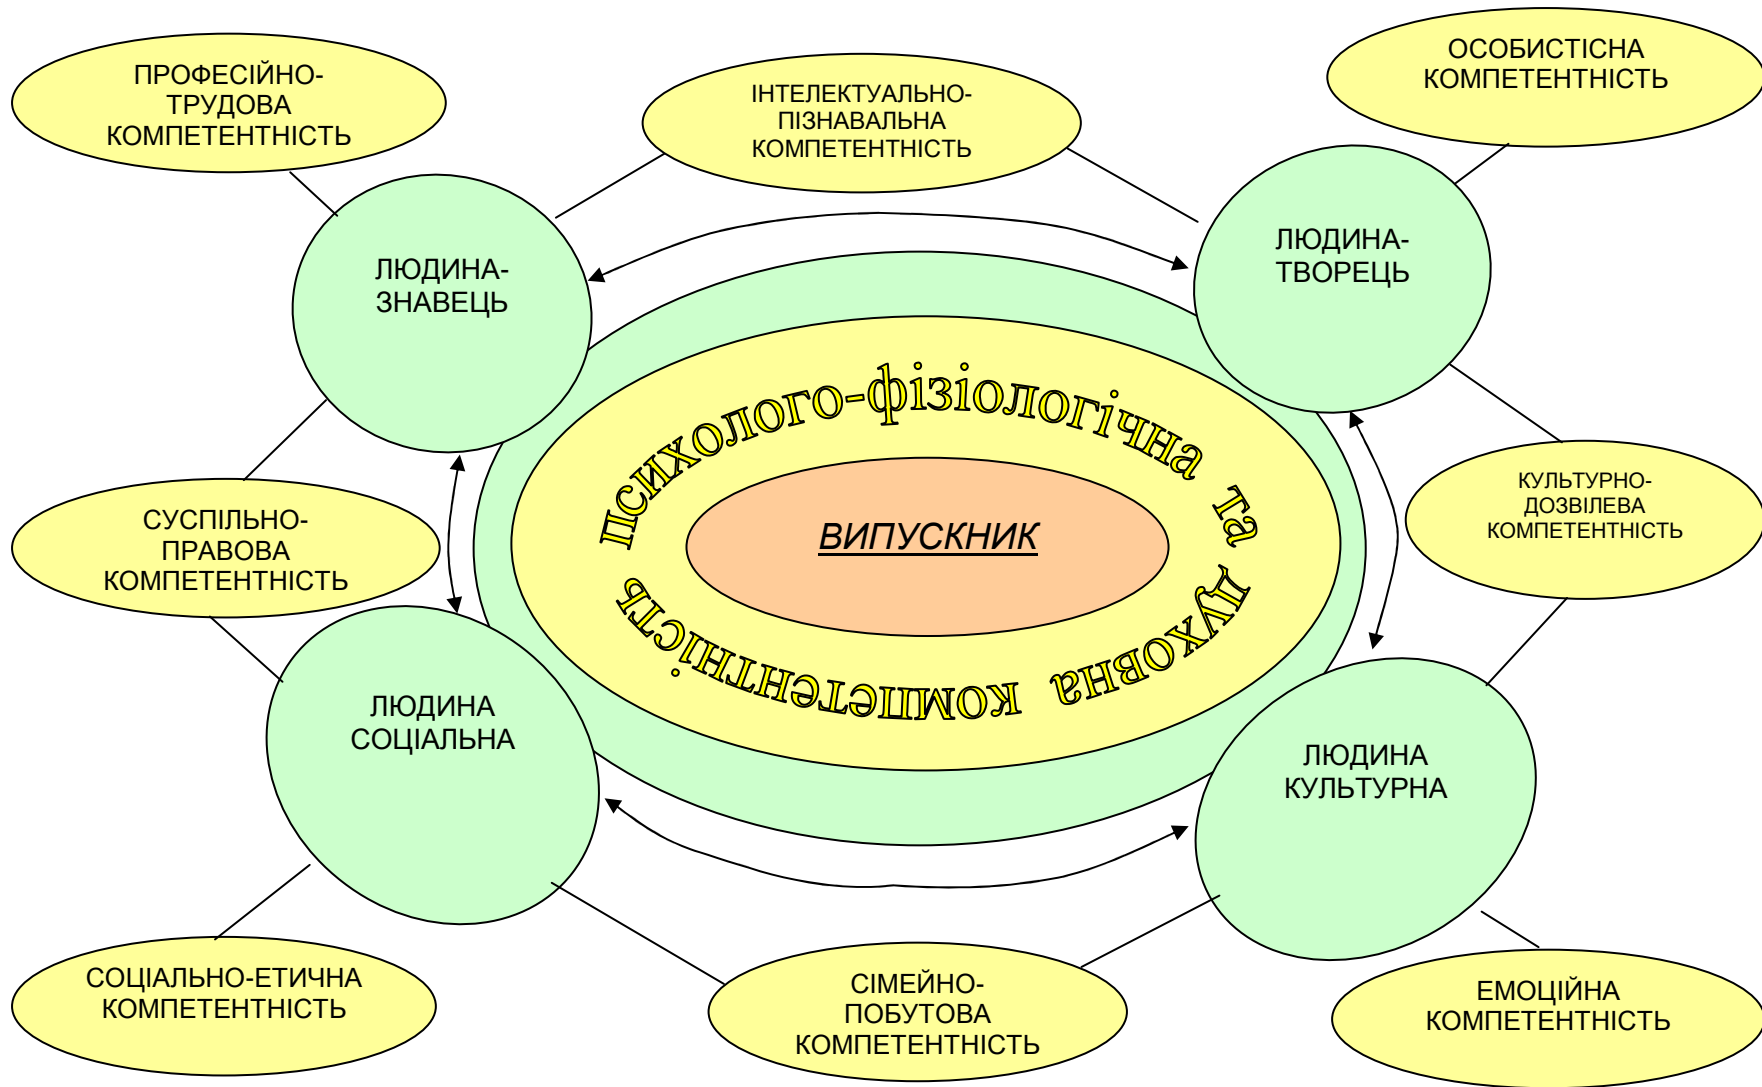 ПРОФЕСІЙНО-
ТРУДОВА
КОМПЕТЕНТНІСТЬ
ІНТЕЛЕКТУАЛЬНО-
ПІЗНАВАЛЬНА
КОМПЕТЕНТНІСТЬ
ОСОБИСТІСНА
КОМПЕТЕНТНІСТЬ
ЛЮДИНА-
ЗНАВЕЦЬ
ЛЮДИНА-
ТВОРЕЦЬ
психолого-фізіологічна та
духовна компетентність
ВИПУСКНИК
СУСПІЛЬНО-
ПРАВОВА
КОМПЕТЕНТНІСТЬ
КУЛЬТУРНО-
ДОЗВІЛЕВА
КОМПЕТЕНТНІСТЬ
ЛЮДИНА
СОЦІАЛЬНА
ЛЮДИНА
КУЛЬТУРНА
СОЦІАЛЬНО-ЕТИЧНА
КОМПЕТЕНТНІСТЬ
СІМЕЙНО-
ПОБУТОВА
КОМПЕТЕНТНІСТЬ
ЕМОЦІЙНА
КОМПЕТЕНТНІСТЬ